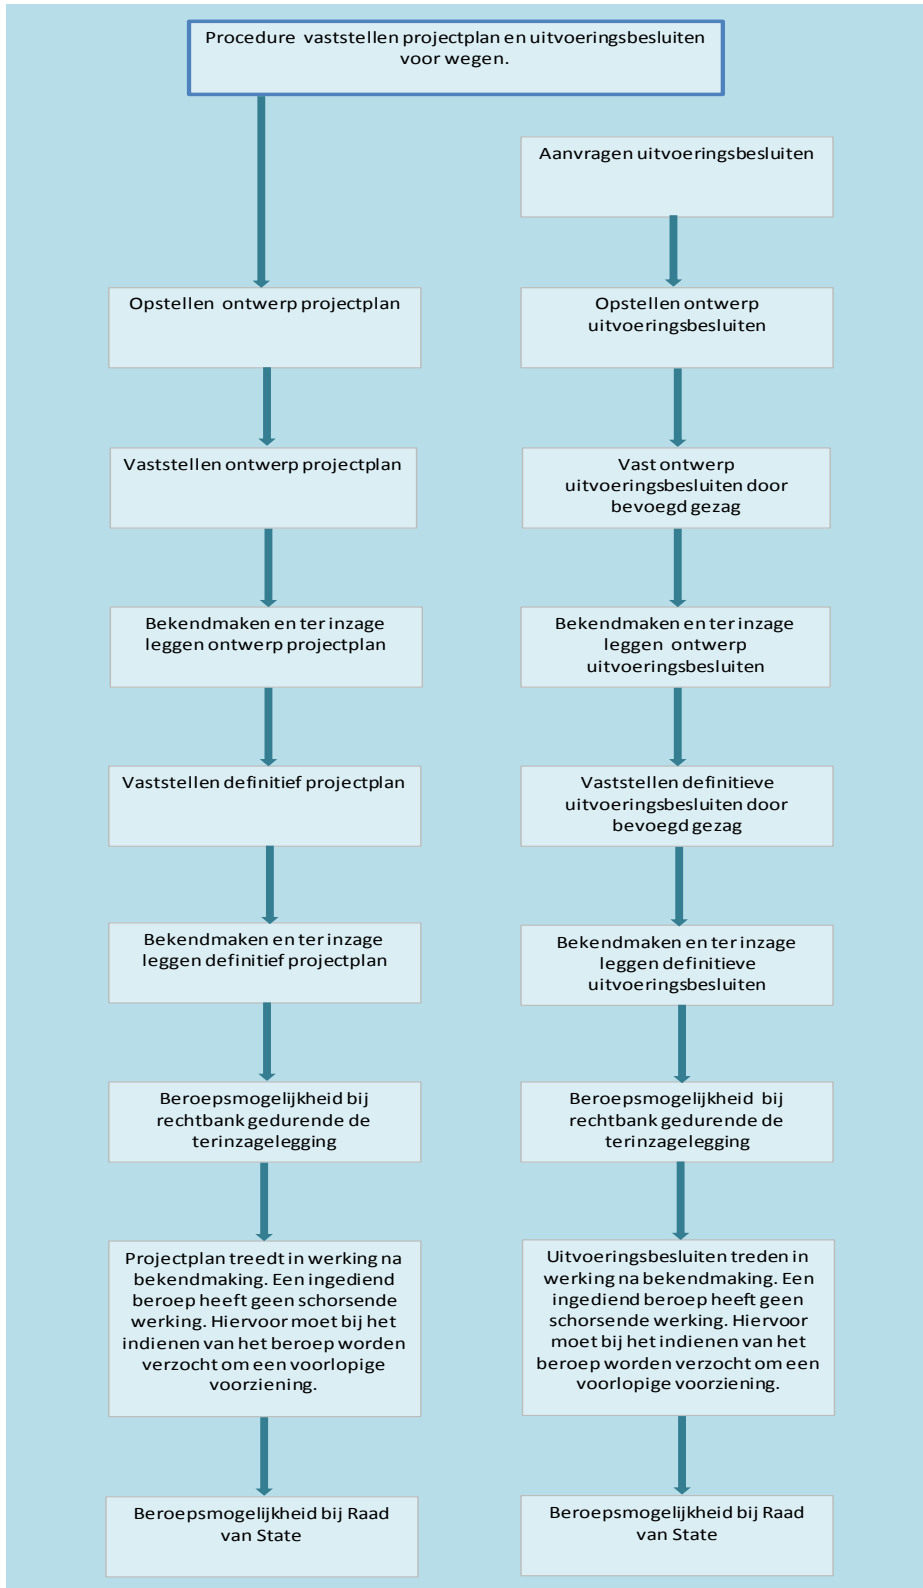 Procedure vaststellen projectplan en uitvoeringsbesluiten
voor wegen.
Opstellen ontwerp projectplan
Vaststellen ontwerp projectplan
Bekendmaken en ter inzage
leggen ontwerp projectplan
Vaststellen definitief projectplan
Bekendmaken en ter inzage
leggen definitief projectplan
Beroepsmogelijkheid bij
rechtbank gedurende de
terinzagelegging
Projectplan treedt in werking na
bekendmaking. Een ingediend
beroep heeft geen schorsende
werking. Hiervoor moet bij het
indienen van het beroep worden
verzocht om een voorlopige
voorziening.
Beroepsmogelijkheid bij Raad
van State
Aanvragen uitvoeringsbesluiten
Opstellen ontwerp
uitvoeringsbesluiten
Vast ontwerp
uitvoeringsbesluiten door
bevoegd gezag
Bekendmaken en ter inzage
leggen ontwerp
uitvoeringsbesluiten
Vaststellen definitieve
uitvoeringsbesluiten door
bevoegd gezag
Bekendmaken en ter inzage
leggen definitieve
uitvoeringsbesluiten
Beroepsmogelijkheid bij
rechtbank gedurende de
terinzagelegging
Uitvoeringsbesluiten treden in
werking na bekendmaking. Een
ingediend beroep heeft geen
schorsende werking. Hiervoor
moet bij het indienen van het
beroep worden verzocht om een
voorlopige voorziening.
Beroepsmogelijkheid bij Raad
van State